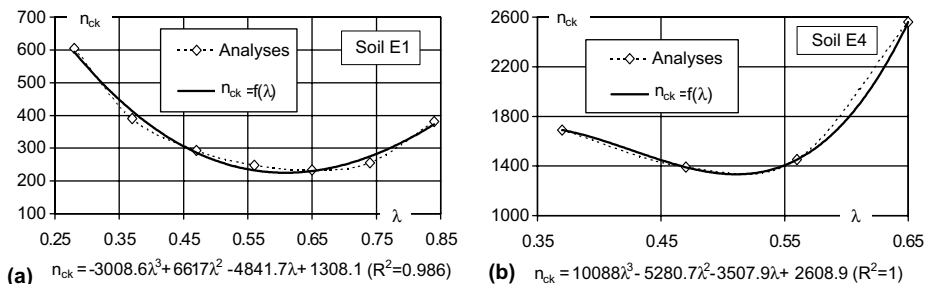 n_ck
700
600
500
400
300
200
100
Analyses
n_ck =f(λ)
Soil E1
λ
0.25 0.35 0.45 0.55 0.65 0.75 0.85
(a) n_ck = -3008.6λ³+ 6617λ² -4841.7λ+ 1308.1 (R²=0.986)
n_ck
2600
2200
1800
1400
1000
Analyses
n_ck =f(λ)
Soil E4
λ
0.35 0.45 0.55 0.65
(b) n_ck = 10088λ³- 5280.7λ²-3507.9λ+ 2608.9 (R²=1)